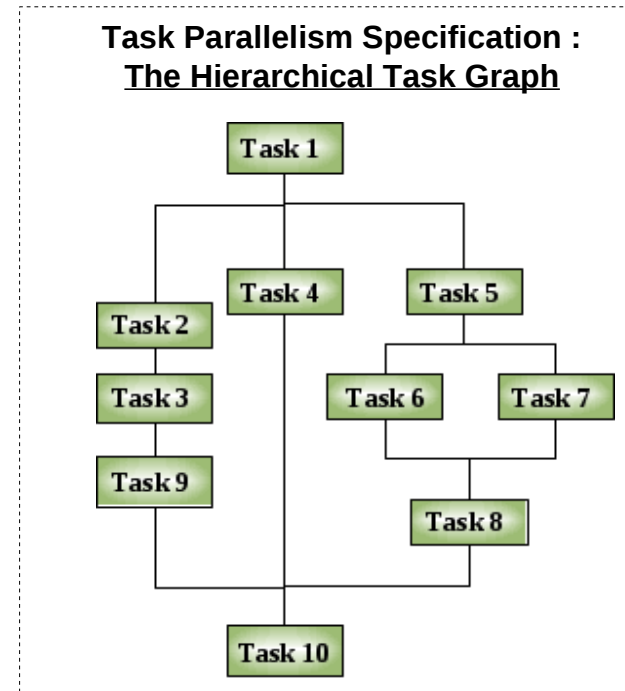 Task Parallelism Specification :
The Hierarchical Task Graph
Task 1
Task 4
Task 5
Task 2
Task 3
Task 6
Task 7
Task 9
Task 8
Task 10